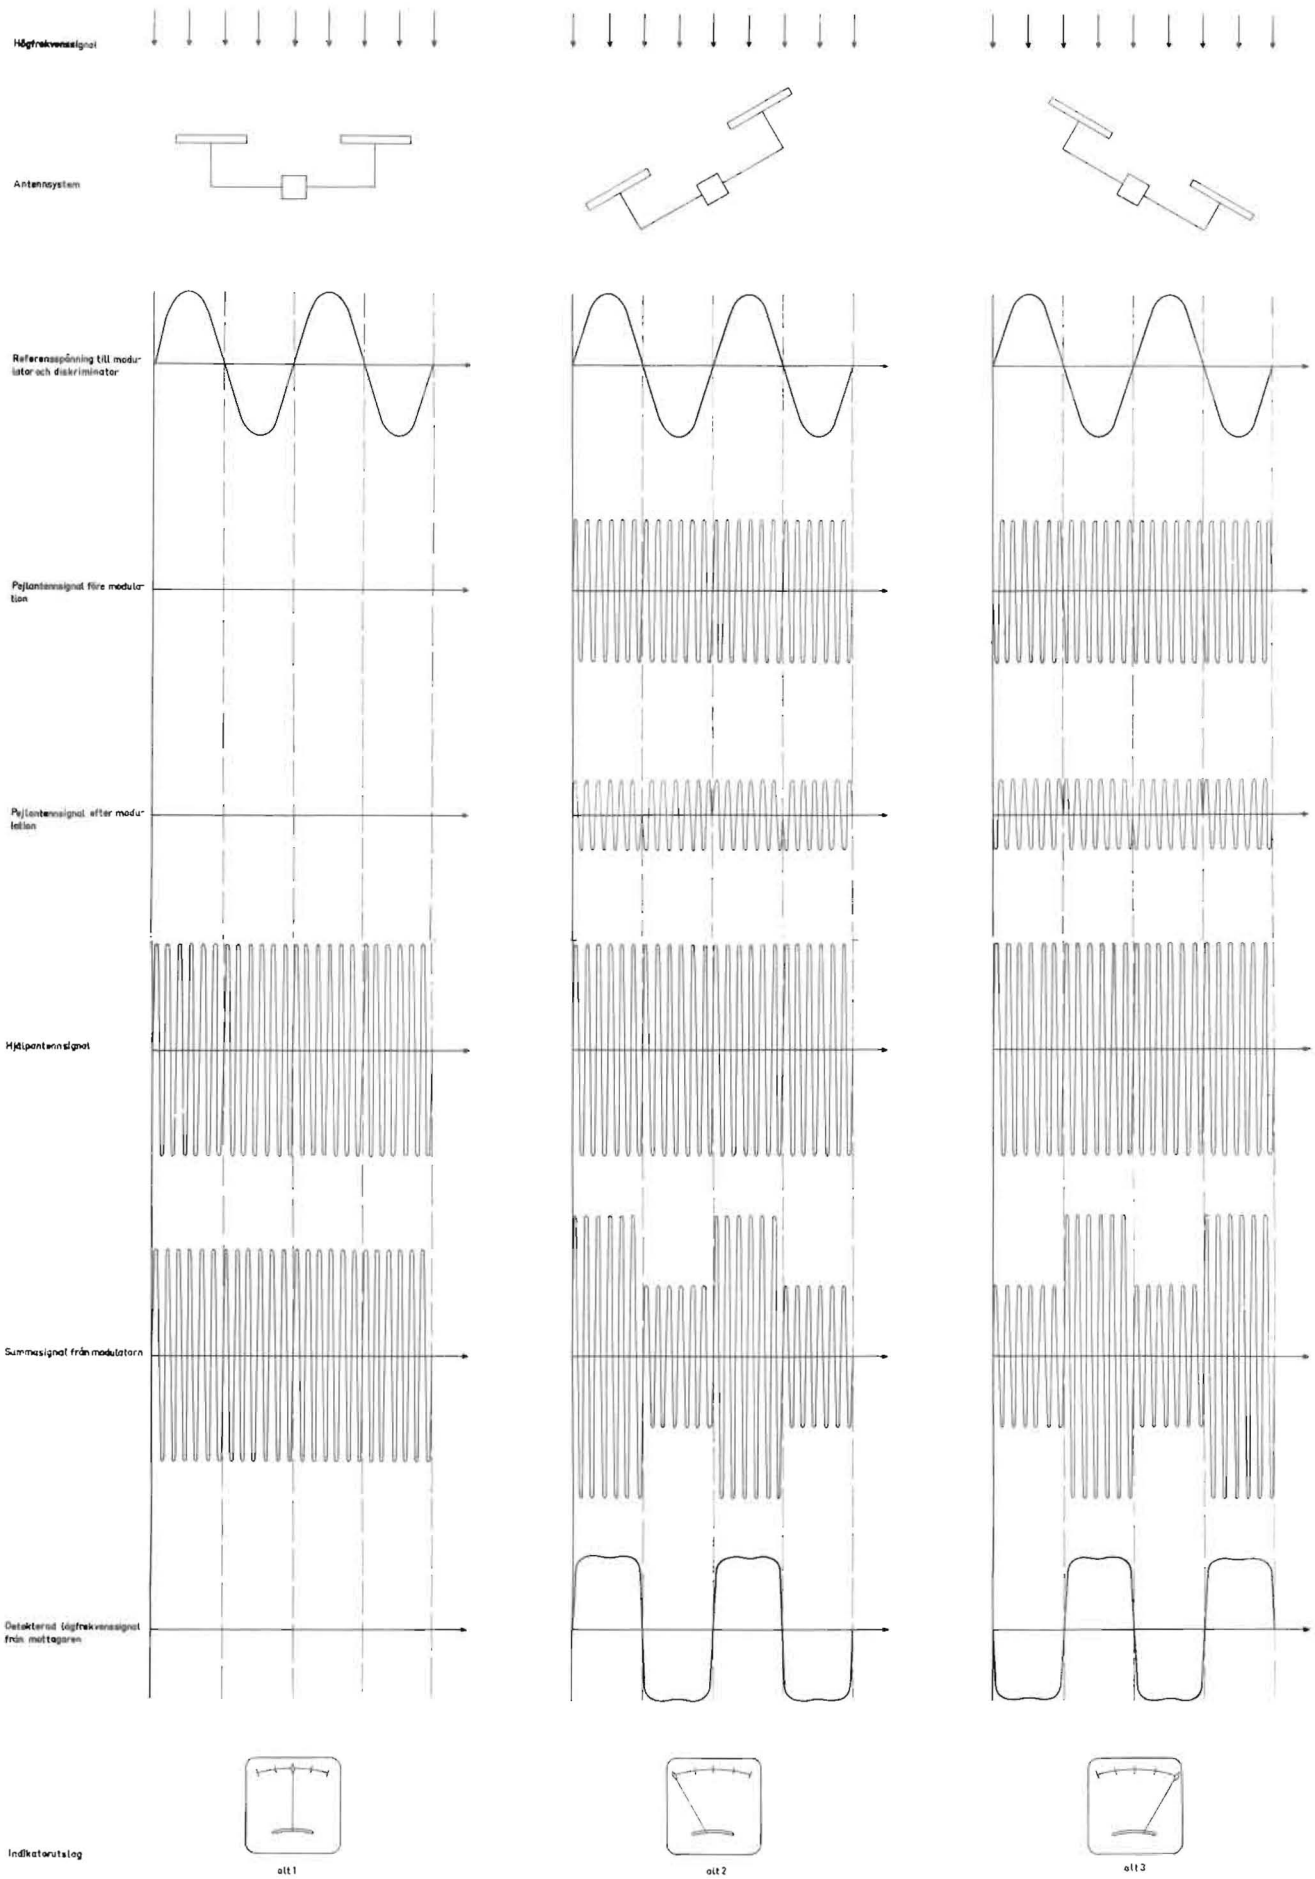 Högfrekvenssignal
Antennsystem
Referensspänning till modu-
lator och diskriminator
Pejlantennsignal före modula-
tion
Pejlantennsignal efter modu-
lation
Hjälpantennsignal
Summasignal från modulatorn
Detekterad lågfrekvenssignal
från mottagaren
Indikatorutslag
alt 1
alt 2
alt 3